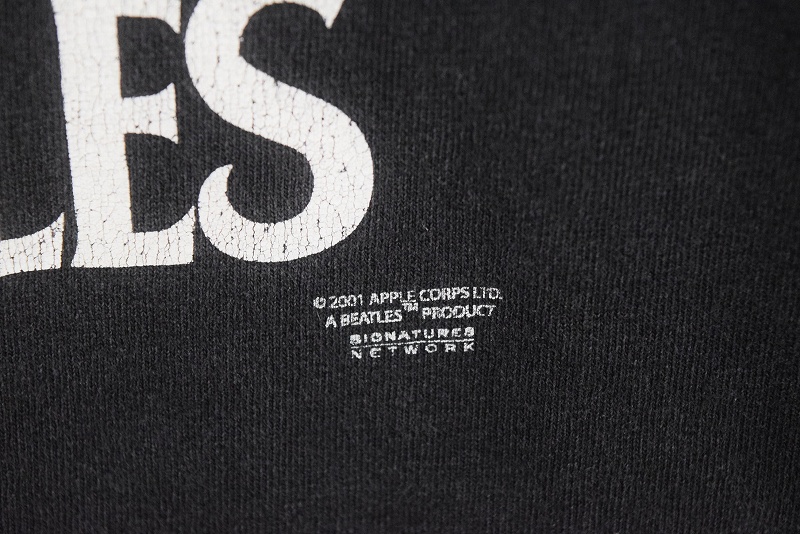 LES
© 2001 APPLE CORPS LTD.
A BEATLES™ PRODUCT
SIGNATURES
NETWORK